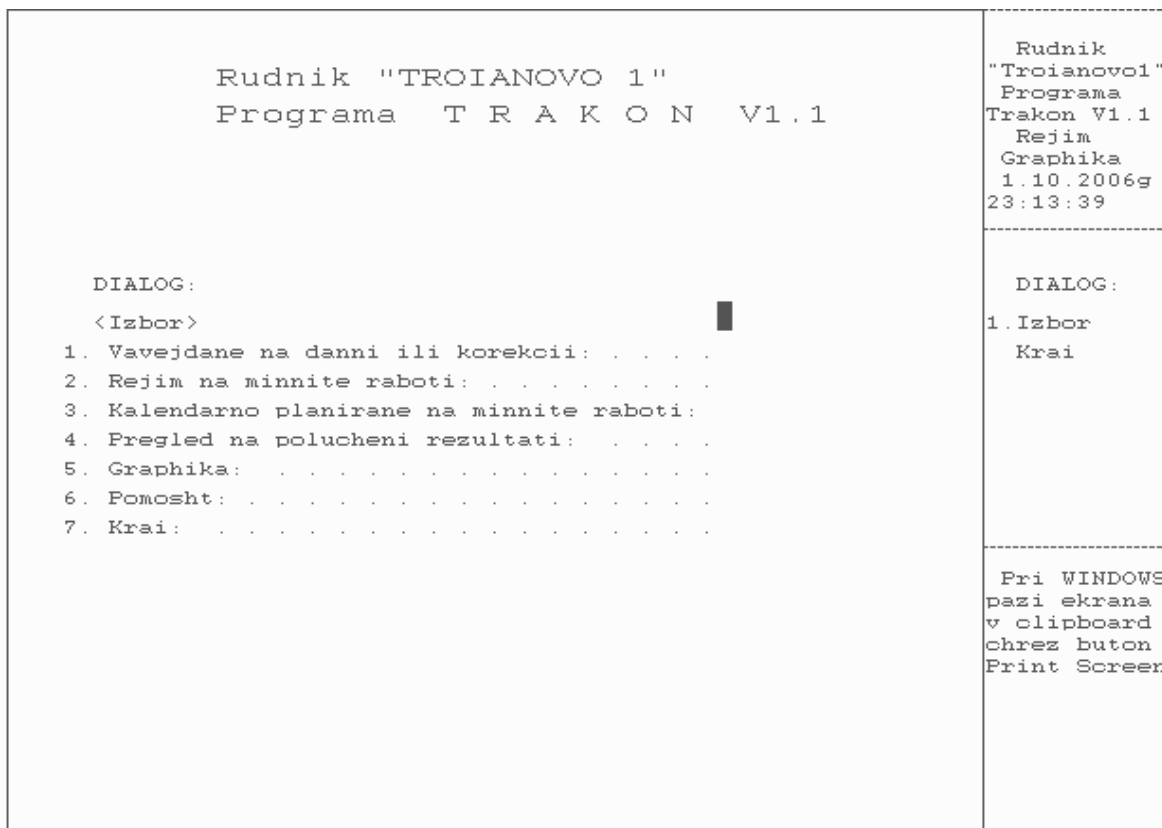 Rudnik "TROIANOVO 1"
Programa T R A K O N V1.1
DIALOG:
<Izbor>
1. Vavejdane na danni ili korekcii: . . . .
2. Rejim na minnite raboti: . . . . . . . .
3. Kalendarno planirane na minnite raboti:
4. Pregled na polucheni rezultati: . . . .
5. Graphika: . . . . . . . . . . . . . . .
6. Pomosht: . . . . . . . . . . . . . . . .
7. Krai: . . . . . . . . . . . . . . . . .
Rudnik
"Troianovo1"
Programa
Trakon V1.1
Rejim
Graphika
1.10.2006g
23:13:39
DIALOG:
1.Izbor
Krai
Pri WINDOWS
pazi ekrana
v clipboard
chrez buton
Print Screen